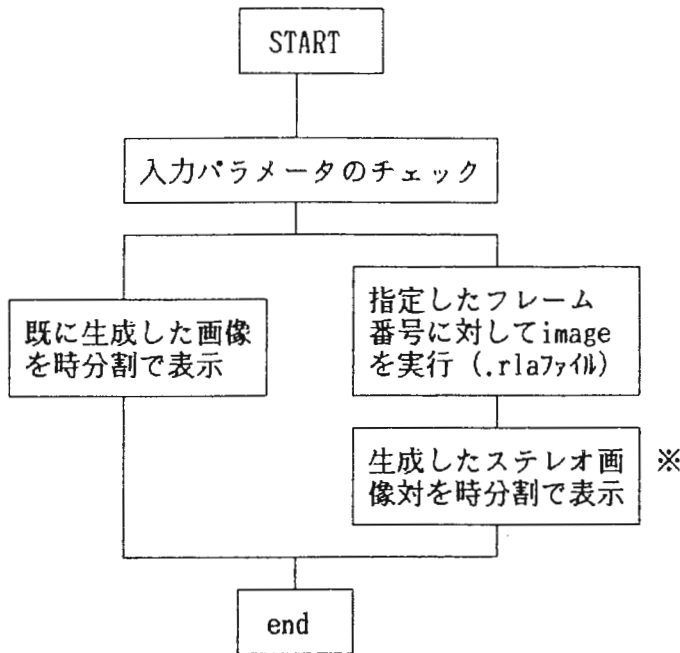 START
入力パラメータのチェック
既に生成した画像
を時分割で表示
指定したフレーム
番号に対してimage
を実行 (.rlaファイル)
生成したステレオ画
像対を時分割で表示
※
end